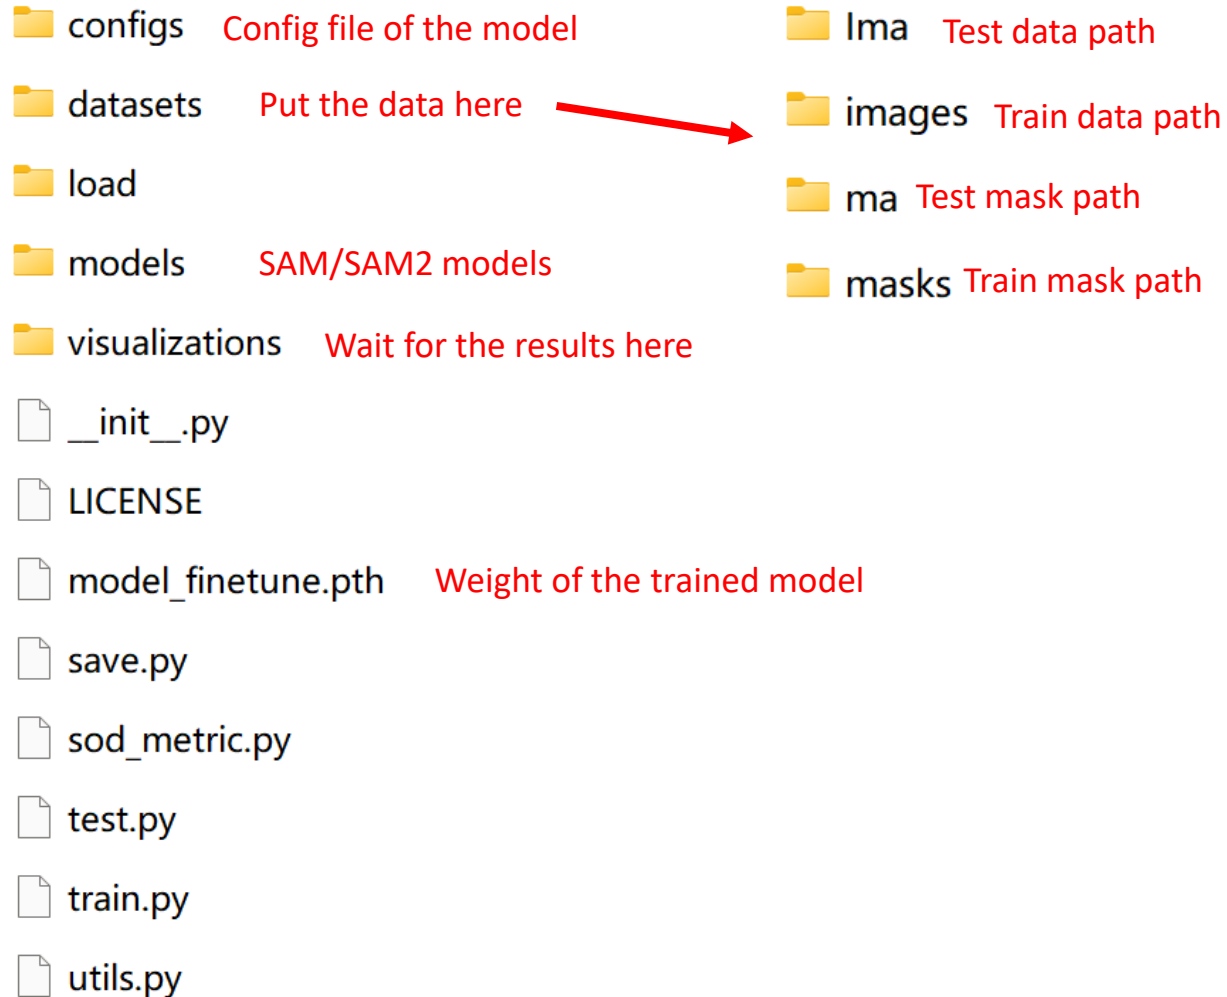 configs Config file of the model
datasets Put the data here
load
models SAM/SAM2 models
visualizations Wait for the results here
__init__.py
LICENSE
model_finetune.pth Weight of the trained model
save.py
sod_metric.py
test.py
train.py
utils.py
Ima Test data path
images Train data path
ma Test mask path
masks Train mask path